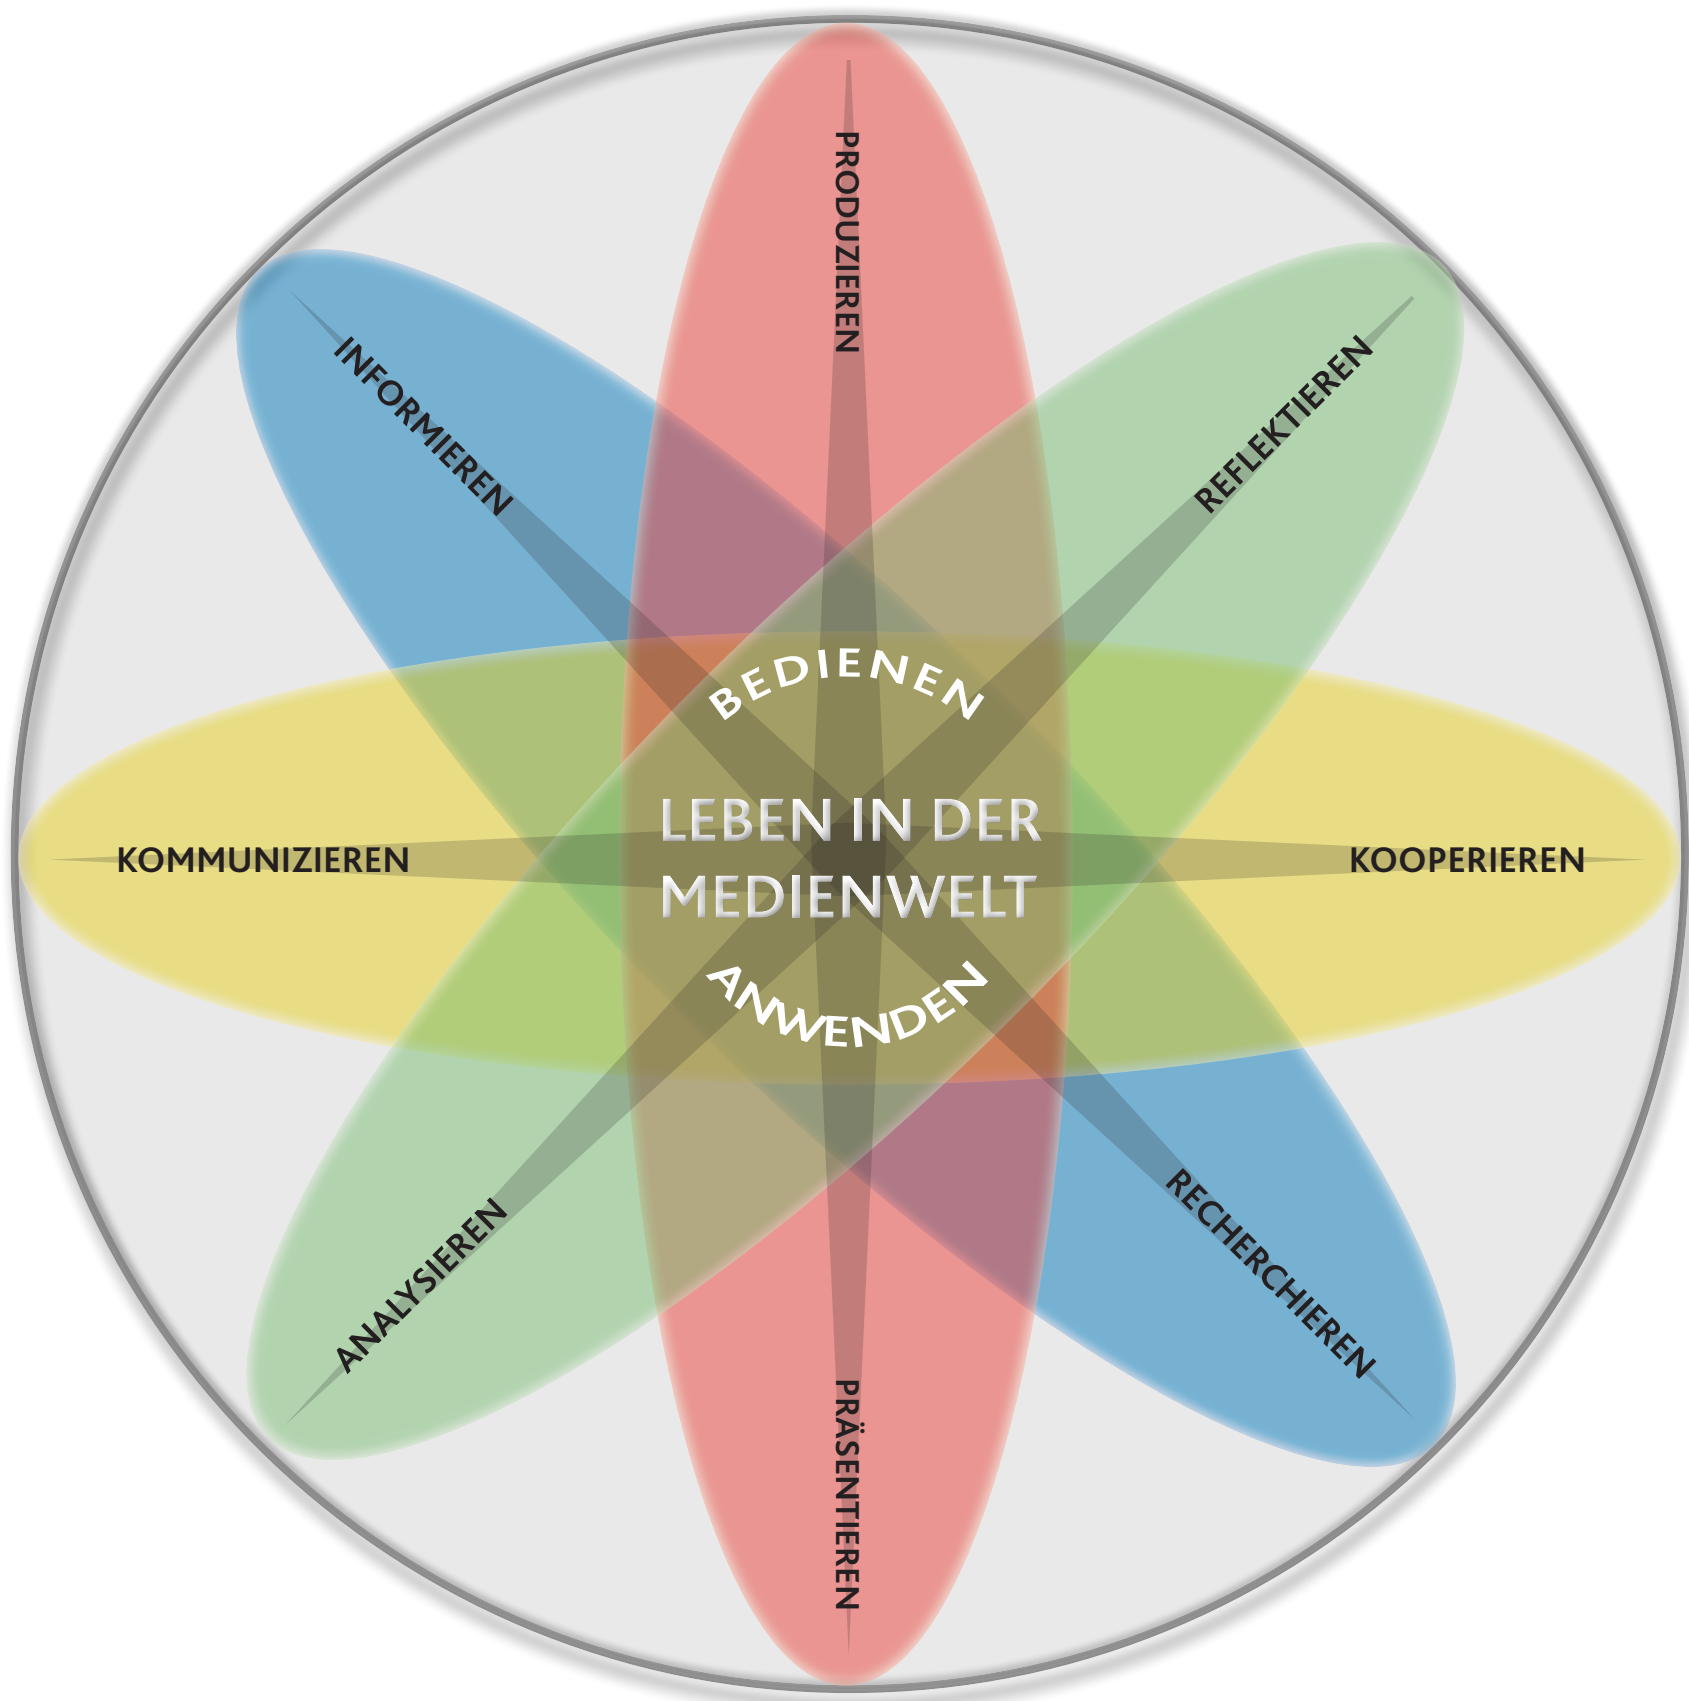 PRODUZIEREN
INFORMIEREN
REFLEKTIEREN
BEDIENEN
LEBEN IN DER
MEDIENWELT
KOMMUNIZIEREN
KOOPERIEREN
ANWENDEN
ANALYSIEREN
RECHERCHIEREN
PRÄSENTIEREN